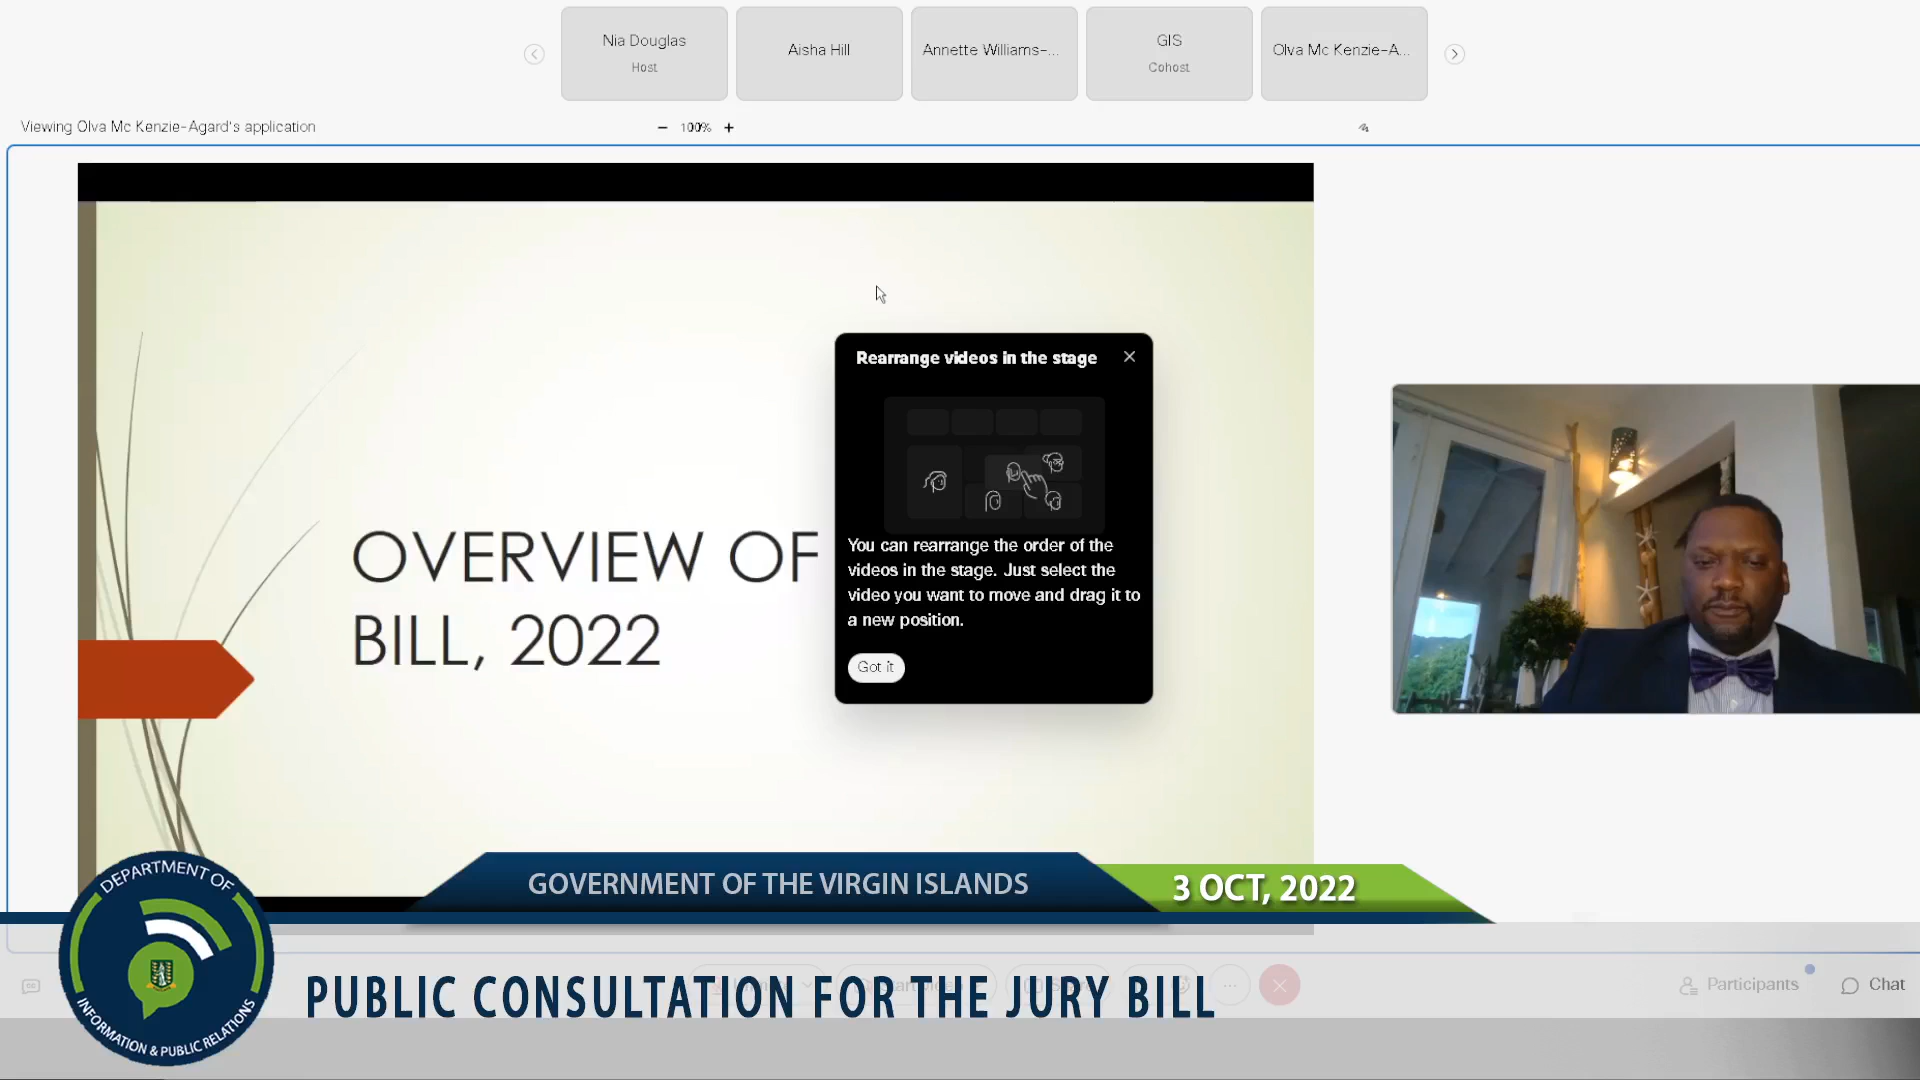 Nia Douglas
Host
Aisha Hill
Annette Williams-...
GIS
Cohost
Olva Mc Kenzie-A...
Viewing Olva Mc Kenzie-Agard's application
Rearrange videos in the stage
You can rearrange the order of the
videos in the stage. Just select the
video you want to move and drag it to
a new position.
Got it
OVERVIEW OF
BILL, 2022
GOVERNMENT OF THE VIRGIN ISLANDS
3 OCT, 2022
DEPARTMENT OF
INFORMATION & PUBLIC RELATIONS
PUBLIC CONSULTATION FOR THE JURY BILL
Participants
Chat